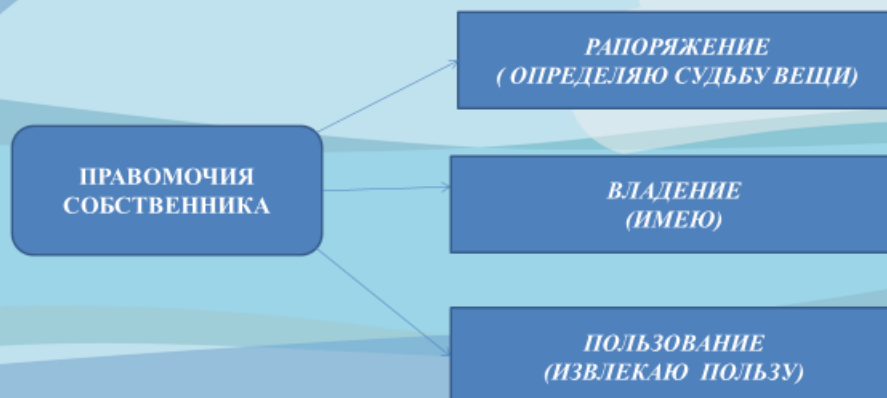 РАПОРЯЖЕНИЕ
( ОПРЕДЕЛЯЮ СУДЬБУ ВЕЩИ)
ПРАВОМОЧИЯ
СОБСТВЕННИКА
ВЛАДЕНИЕ
(ИМЕЮ)
ПОЛЬЗОВАНИЕ
(ИЗВЛЕКАЮ ПОЛЬЗУ)